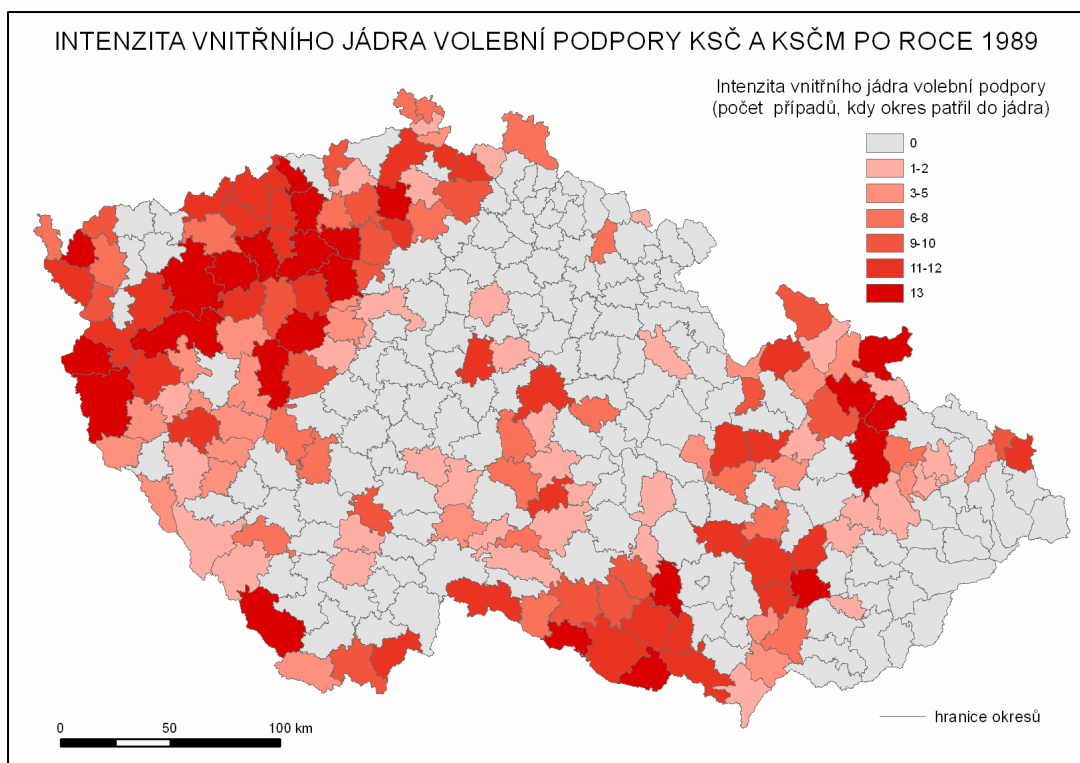 INTENZITA VNITŘNÍHO JÁDRA VOLEBNÍ PODPORY KSČ A KSČM PO ROCE 1989
Intenzita vnitřního jádra volební podpory
(počet případů, kdy okres patřil do jádra)
0
1-2
3-5
6-8
9-10
11-12
13
hranice okresů
0 50 100 km